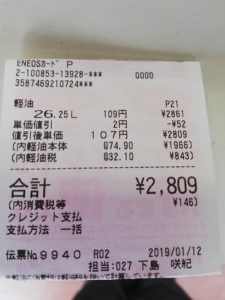 ENEOSカード P
2-100853-13928-*** 0000
3587469210724***
軽油 P21
26.25L 109円 ¥2861
単価値引 2円 -¥52
値引後単価 107円 ¥2809
(内軽油本体 @74.90 ¥1966)
(内軽油税 @32.10 ¥843)
合計 ¥2,809
(内消費税等 ¥146)
クレジット支払
支払方法 一括
伝票No9940 R02 2019/01/12
担当:027 下島 咲紀